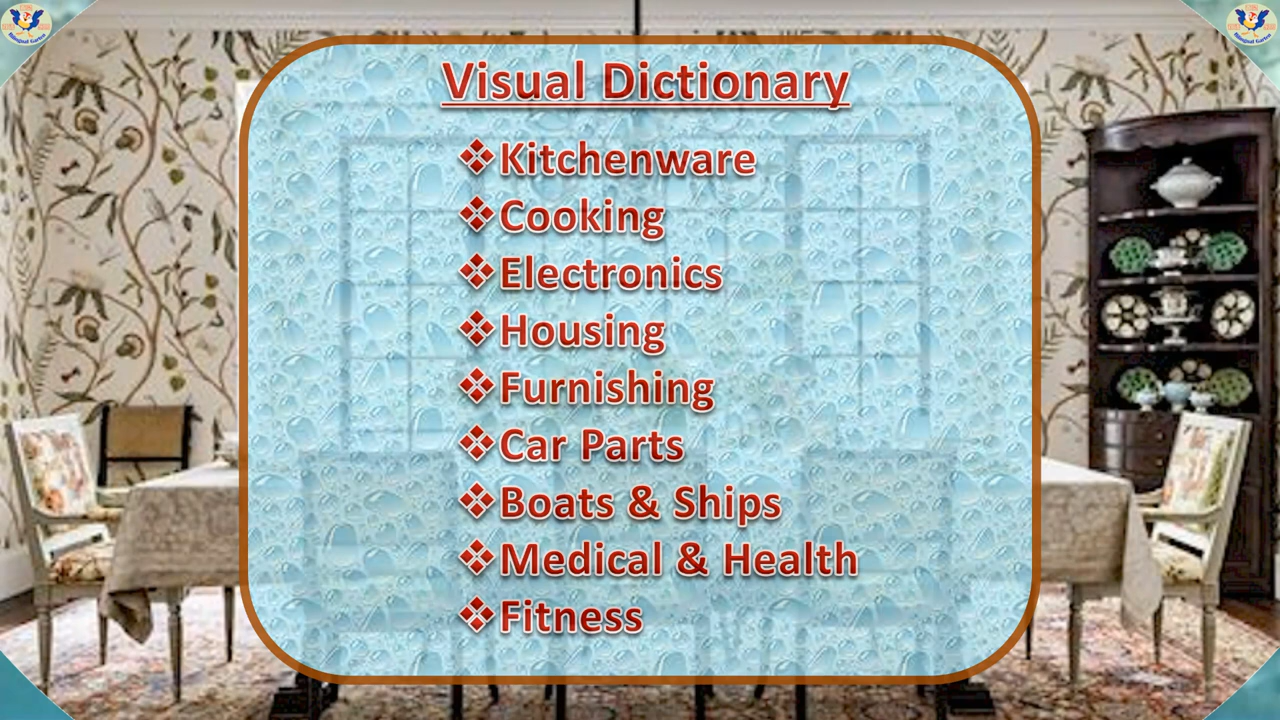 Visual Dictionary
❖Kitchenware
❖Cooking
❖Electronics
❖Housing
❖Furnishing
❖Car Parts
❖Boats & Ships
❖Medical & Health
❖Fitness